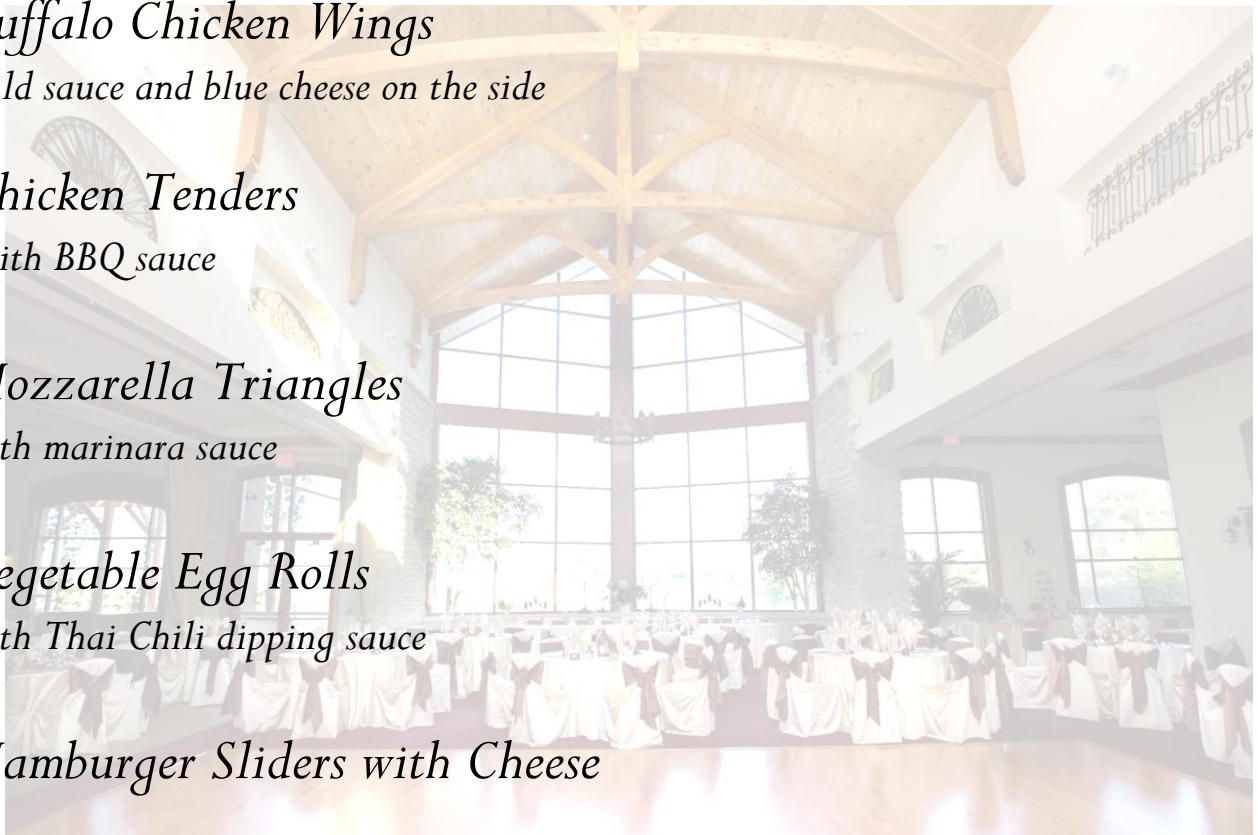 uffalo Chicken Wings
ld sauce and blue cheese on the side
hicken Tenders
ith BBQ sauce
ozzarella Triangles
th marinara sauce
egetable Egg Rolls
th Thai Chili dipping sauce
amburger Sliders with Cheese